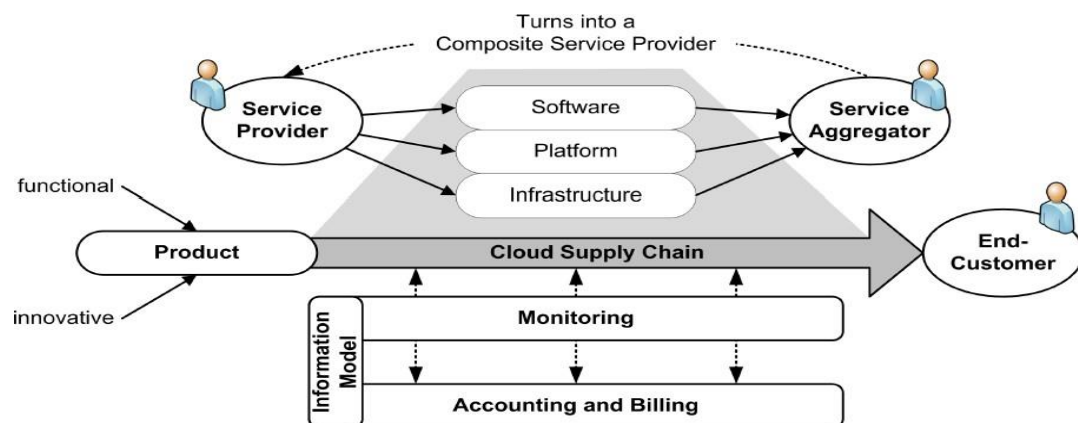 Turns into a
Composite Service Provider
Service
Provider
Software
Platform
Infrastructure
Service
Aggregator
functional
Product
innovative
Cloud Supply Chain
End-
Customer
Information
Model
Monitoring
Accounting and Billing